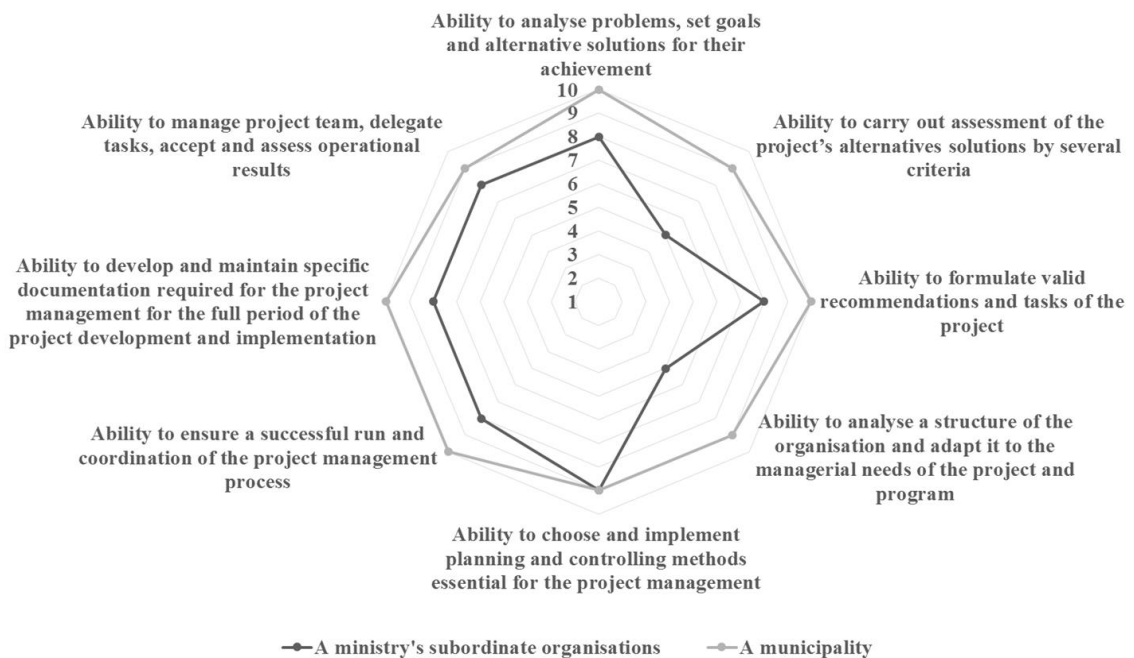 Ability to analyse problems, set goals
and alternative solutions for their
achievement
10
9
8
7
6
5
4
3
2
1
Ability to carry out assessment of the
project’s alternatives solutions by several
criteria
Ability to formulate valid
recommendations and tasks of the
project
Ability to analyse a structure of the
organisation and adapt it to the
managerial needs of the project and
program
Ability to choose and implement
planning and controlling methods
essential for the project management
Ability to ensure a successful run and
coordination of the project management
process
Ability to develop and maintain specific
documentation required for the project
management for the full period of the
project development and implementation
Ability to manage project team, delegate
tasks, accept and assess operational
results
A ministry's subordinate organisations
A municipality